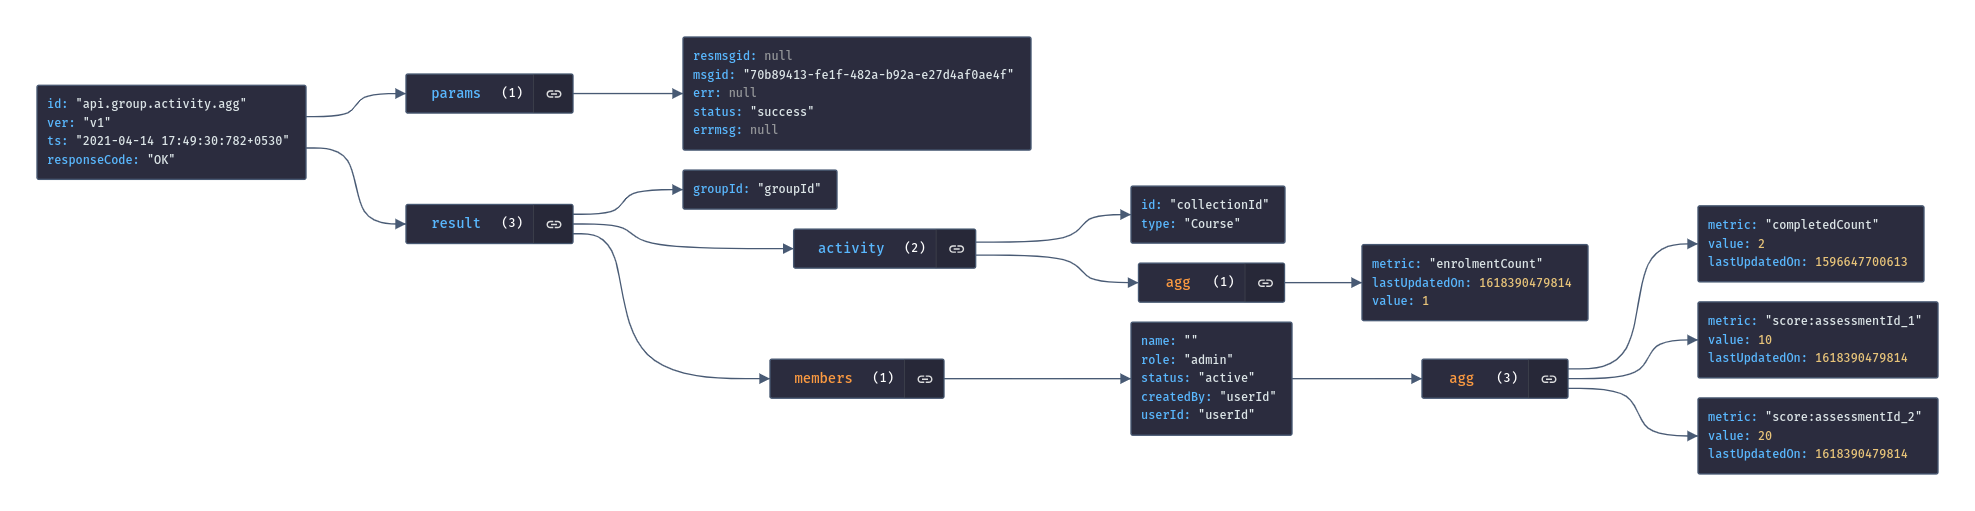 id: "api.group.activity.agg"
ver: "v1"
ts: "2021-04-14 17:49:30:782+0530"
responseCode: "OK"
params (1)
resmsgid: null
msgid: "70b89413-fe1f-482a-b92a-e27d4af0ae4f"
err: null
status: "success"
errmsg: null
result (3)
groupId: "groupId"
activity (2)
id: "collectionId"
type: "Course"
agg (1)
metric: "enrolmentCount"
lastUpdatedOn: 1618390479814
value: 1
members (1)
name: ""
role: "admin"
status: "active"
createdBy: "userId"
userId: "userId"
agg (3)
metric: "completedCount"
value: 2
lastUpdatedOn: 1596647700613
metric: "score:assessmentId_1"
value: 10
lastUpdatedOn: 1618390479814
metric: "score:assessmentId_2"
value: 20
lastUpdatedOn: 1618390479814